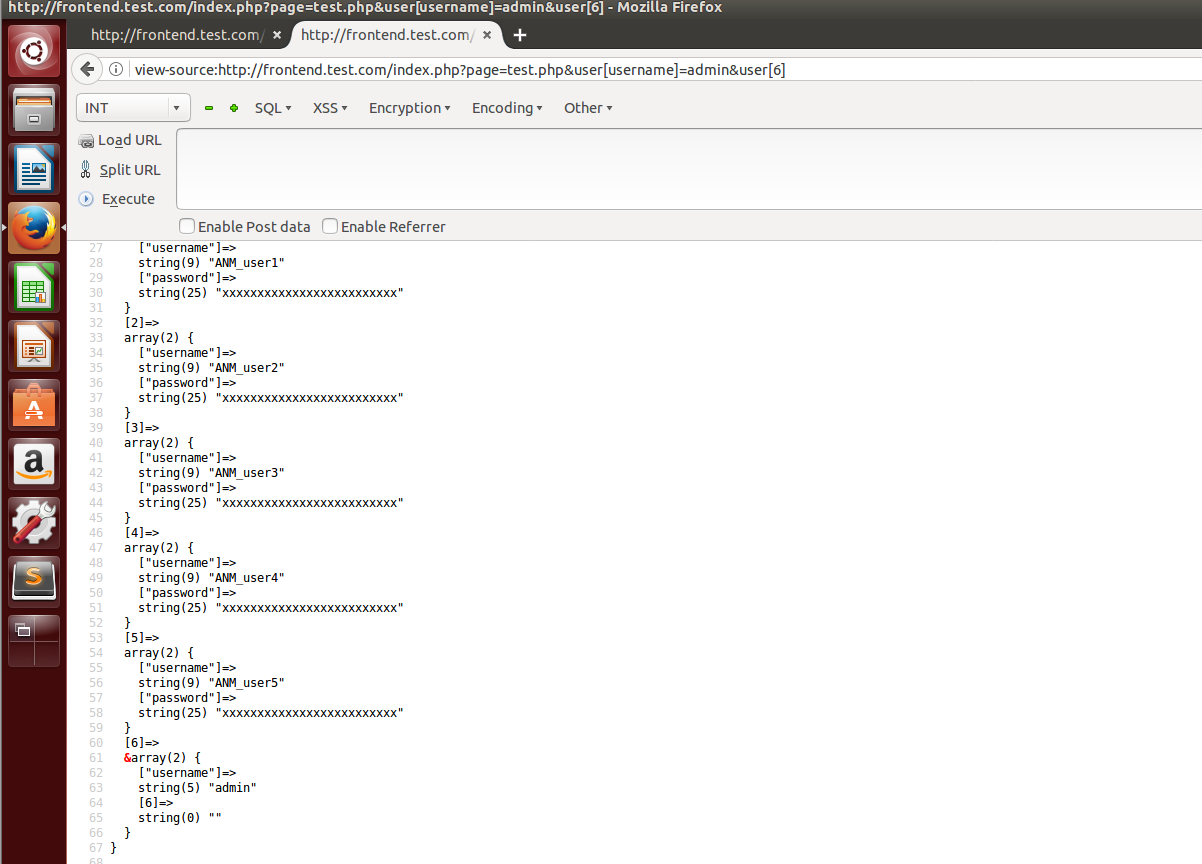 http://frontend.test.com/index.php?page=test.php&user[username]=admin&user[6] - Mozilla Firefox
http://frontend.test.com/ × http://frontend.test.com/ × +
view-source:http://frontend.test.com/index.php?page=test.php&user[username]=admin&user[6]
INT SQL XSS Encryption Encoding Other
Load URL
Split URL
Execute
Enable Post data Enable Referrer
27 ["username"]=>
28 string(9) "ANM_user1"
29 ["password"]=>
30 string(25) "xxxxxxxxxxxxxxxxxxxxxxxxx"
31 }
32 [2]=>
33 array(2) {
34 ["username"]=>
35 string(9) "ANM_user2"
36 ["password"]=>
37 string(25) "xxxxxxxxxxxxxxxxxxxxxxxxx"
38 }
39 [3]=>
40 array(2) {
41 ["username"]=>
42 string(9) "ANM_user3"
43 ["password"]=>
44 string(25) "xxxxxxxxxxxxxxxxxxxxxxxxx"
45 }
46 [4]=>
47 array(2) {
48 ["username"]=>
49 string(9) "ANM_user4"
50 ["password"]=>
51 string(25) "xxxxxxxxxxxxxxxxxxxxxxxxx"
52 }
53 [5]=>
54 array(2) {
55 ["username"]=>
56 string(9) "ANM_user5"
57 ["password"]=>
58 string(25) "xxxxxxxxxxxxxxxxxxxxxxxxx"
59 }
60 [6]=>
61 &array(2) {
62 ["username"]=>
63 string(5) "admin"
64 [6]=>
65 string(0) ""
66 }
67 }
68